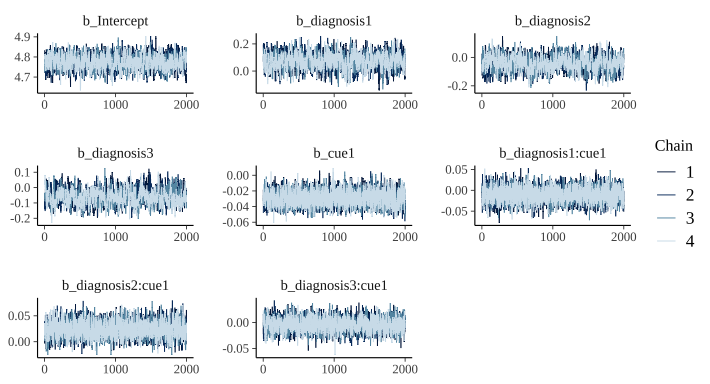 b_Intercept
4.9
4.8
4.7
0 1000 2000
b_diagnosis1
0.2
0.0
0 1000 2000
b_diagnosis2
0.0
-0.2
0 1000 2000
b_diagnosis3
0.1
0.0
-0.1
-0.2
0 1000 2000
b_cue1
0.00
-0.02
-0.04
-0.06
0 1000 2000
b_diagnosis1:cue1
0.05
0.00
-0.05
0 1000 2000
b_diagnosis2:cue1
0.05
0.00
0 1000 2000
b_diagnosis3:cue1
0.00
-0.05
0 1000 2000
Chain
1
2
3
4